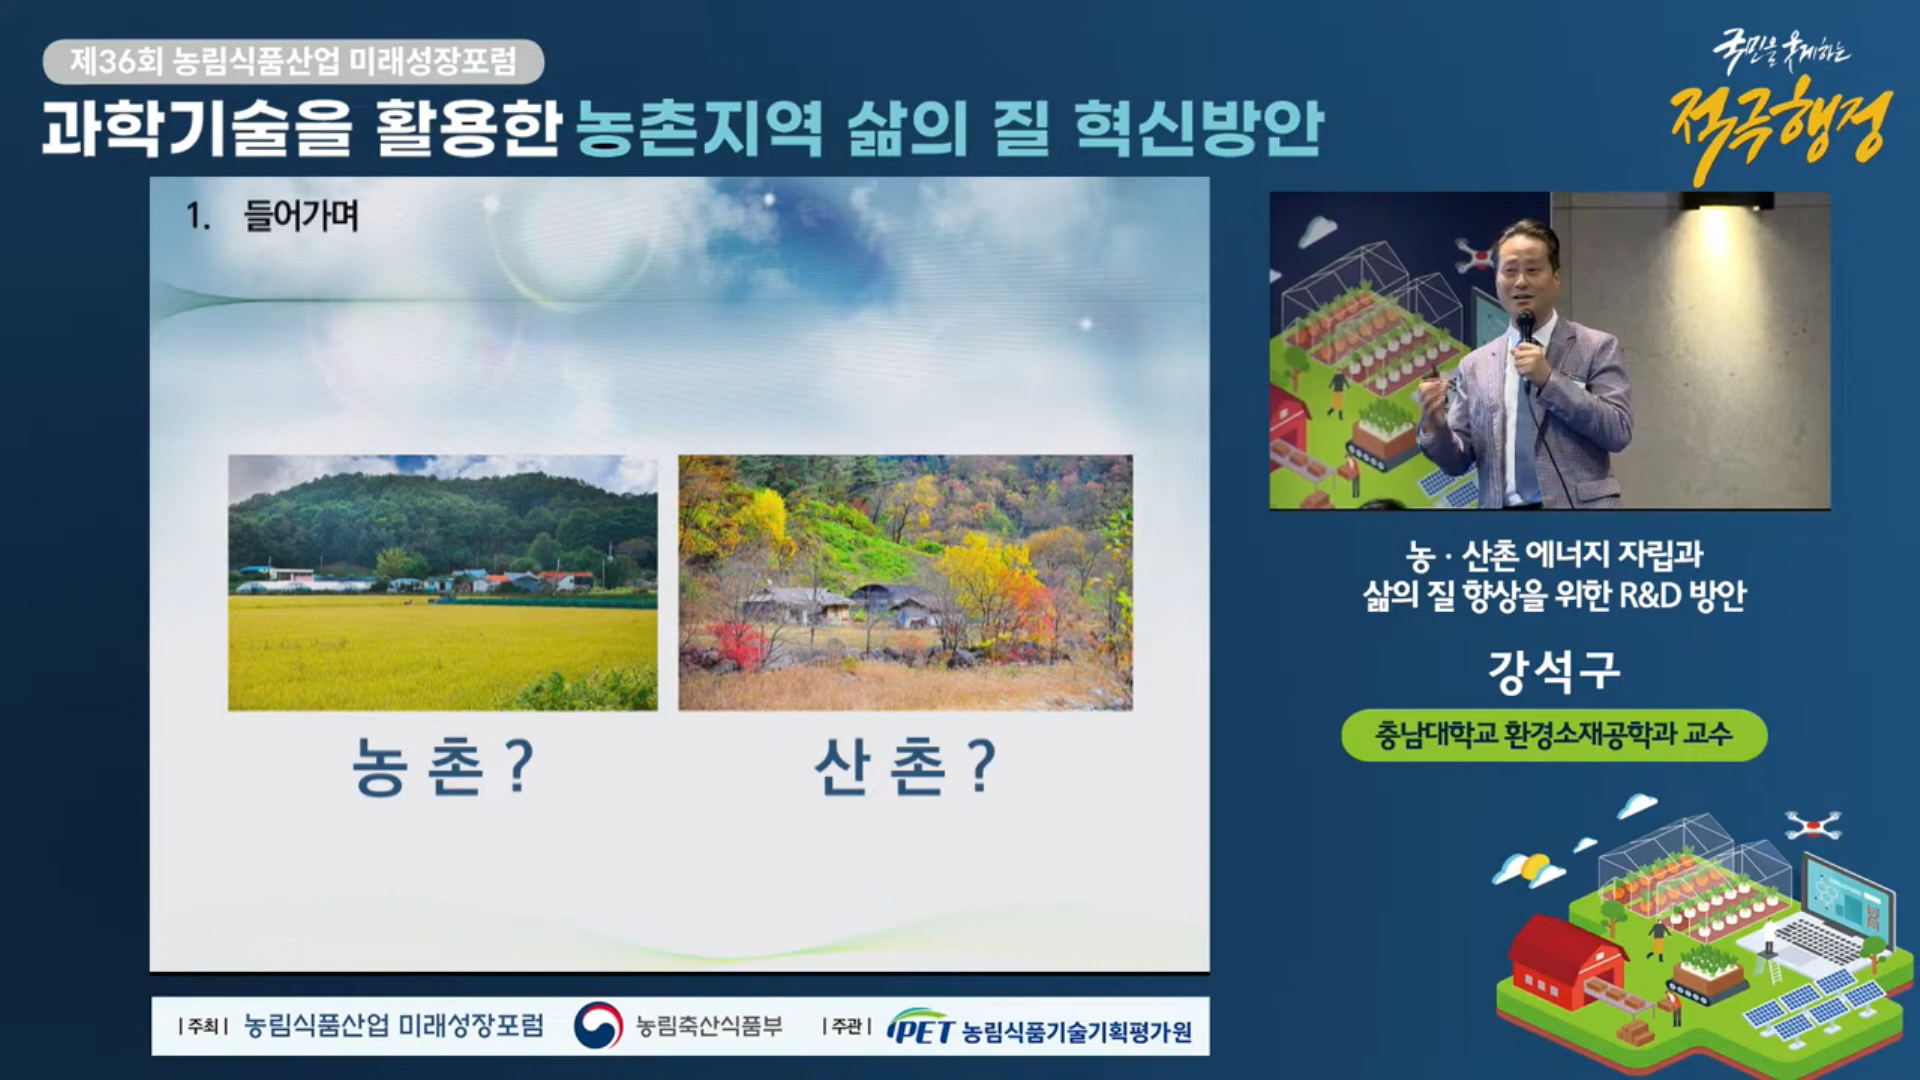 제36회 농림식품산업 미래성장포럼
과학기술을 활용한 농촌지역 삶의 질 혁신방안
국민을 웃게하는
적극행정
1. 들어가며
농 촌 ?
산 촌 ?
농 · 산촌 에너지 자립과
삶의 질 향상을 위한 R&D 방안
강석구
충남대학교 환경소재공학과 교수
|주최| 농림식품산업 미래성장포럼 농림축산식품부 |주관| iPET 농림식품기술기획평가원